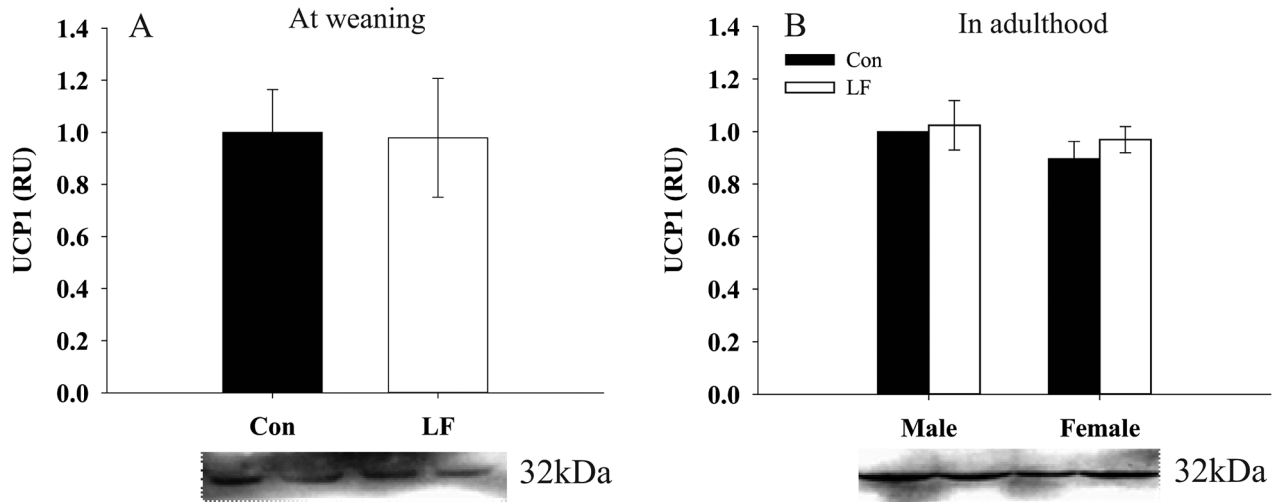 A
At weaning
UCP1 (RU)
1.4
1.2
1.0
0.8
0.6
0.4
0.2
0.0
Con LF
32kDa
B
In adulthood
Con
LF
UCP1 (RU)
1.4
1.2
1.0
0.8
0.6
0.4
0.2
0.0
Male Female
32kDa